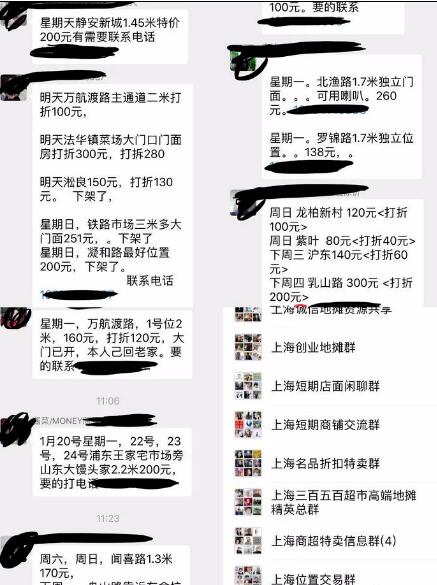 星期天静安新城1.45米特价
200元有需要联系电话
明天万航渡路主通道二米打
折100元,
明天法华镇菜场大门口门面
房打折300元，打拆280
明天淞良150元，打折130
元。 下架了，
星期日，铁路市场三米多大
门面251元，。下架了
星期日，凝和路最好位置
200元，下架了。
联系电话
星期一，万航渡路，1号位2
米，160元，打折120元，大
门已开，本人己回老家。要
的联系
11:06
/MONEY
1月20号星期一，22号，23
号，24号浦东王家宅市场旁
山东大馒头家2.2米200元，
要的打电话
11:23
周六，周日，闻喜路1.3米
170元，
100元。要的联系
星期一。北渔路1.7米独立门
面。。。可用喇叭。260
元。
星期一。罗锦路1.7米独立位
置。。138元，。
周日 龙柏新村 120元<打折
100元>
周日 紫叶 80元<打折40元>
下周三 沪东140元<打折60
元>
下周四 乳山路 300元 <打折
200元>
上海诚信地摊货源共享
上海创业地摊群
上海短期店面闲聊群
上海短期商铺交流群
上海名品折扣特卖群
上海三百五百超市高端地摊
精英总群
上海商超特卖信息群(4)
上海位置交易群